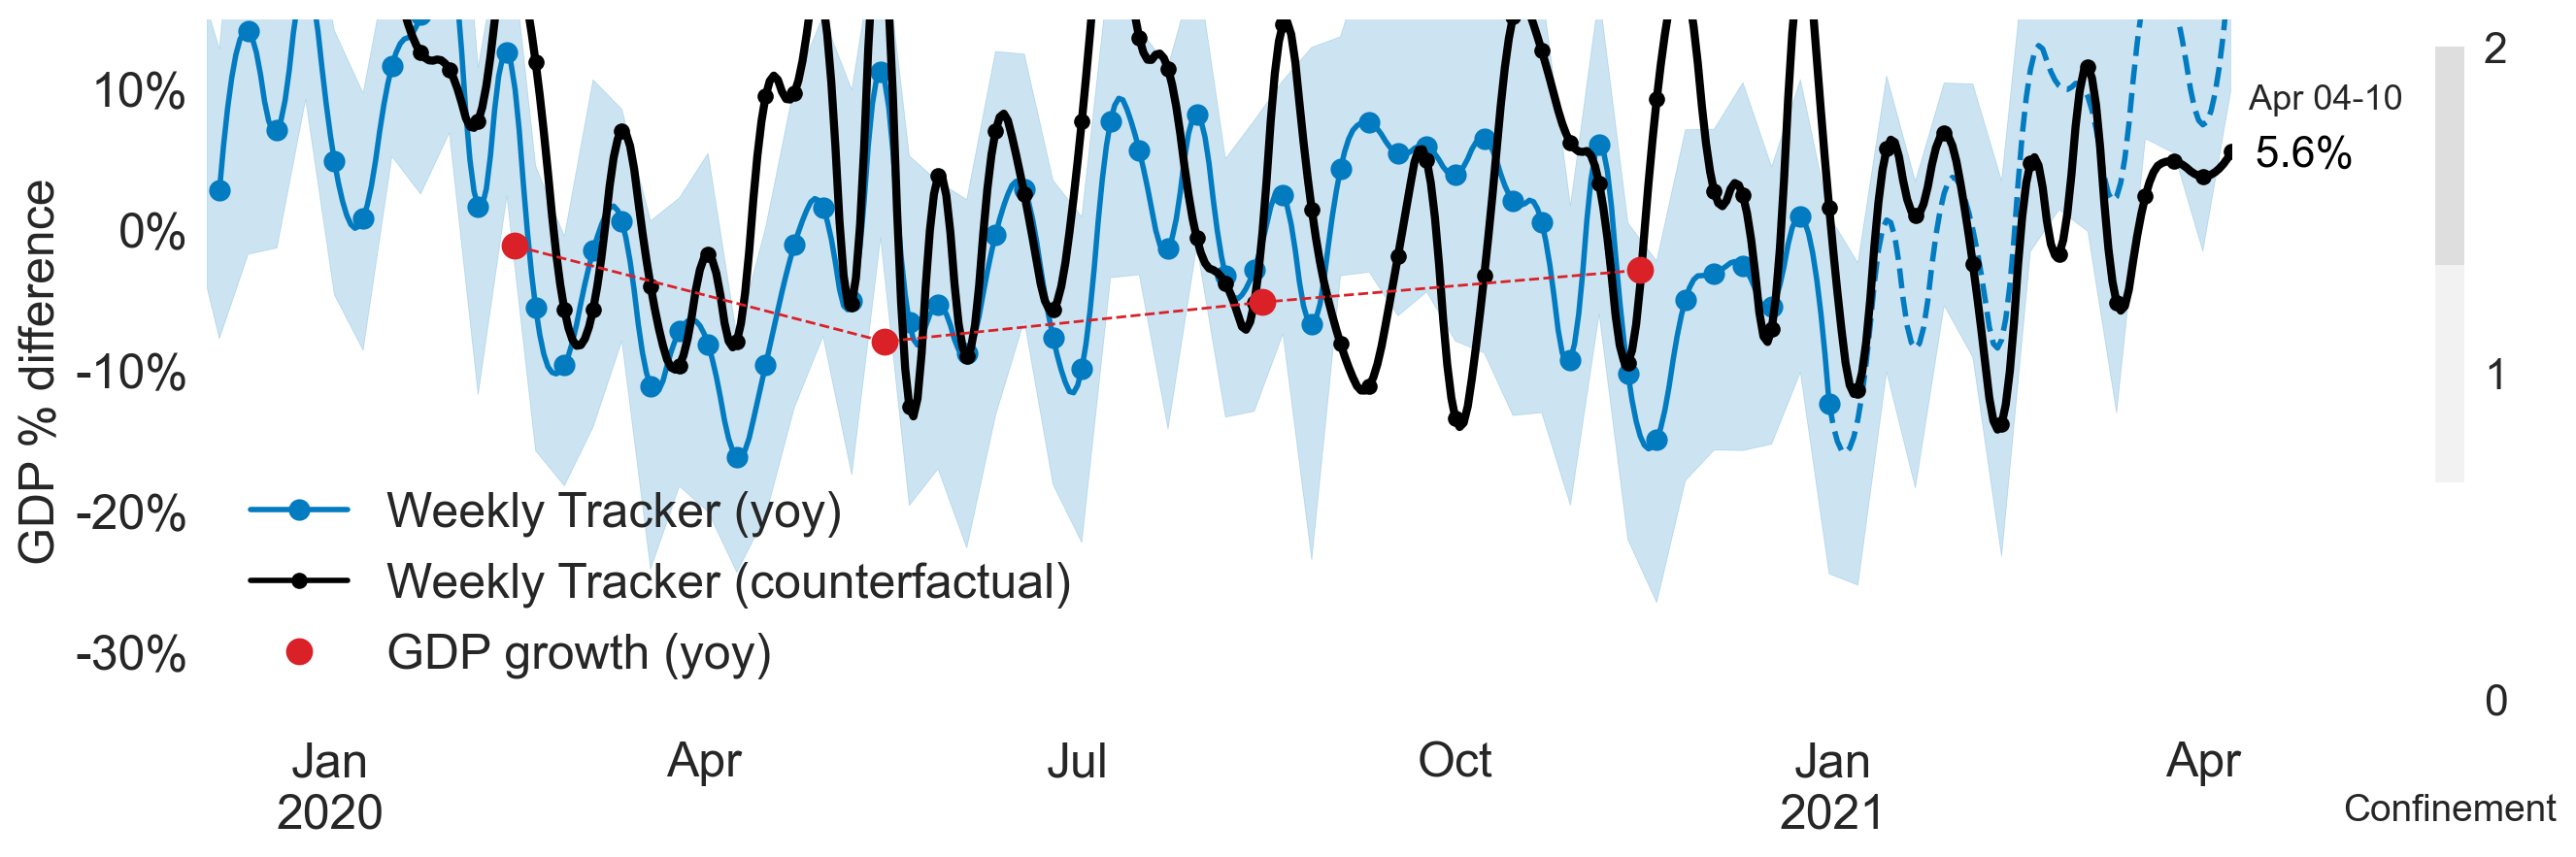 GDP % difference
10%
0%
-10%
-20%
-30%
Weekly Tracker (yoy)
Weekly Tracker (counterfactual)
GDP growth (yoy)
Jan
2020
Apr
Jul
Oct
Jan
2021
Apr
Apr 04-10
5.6%
2
1
0
Confinement